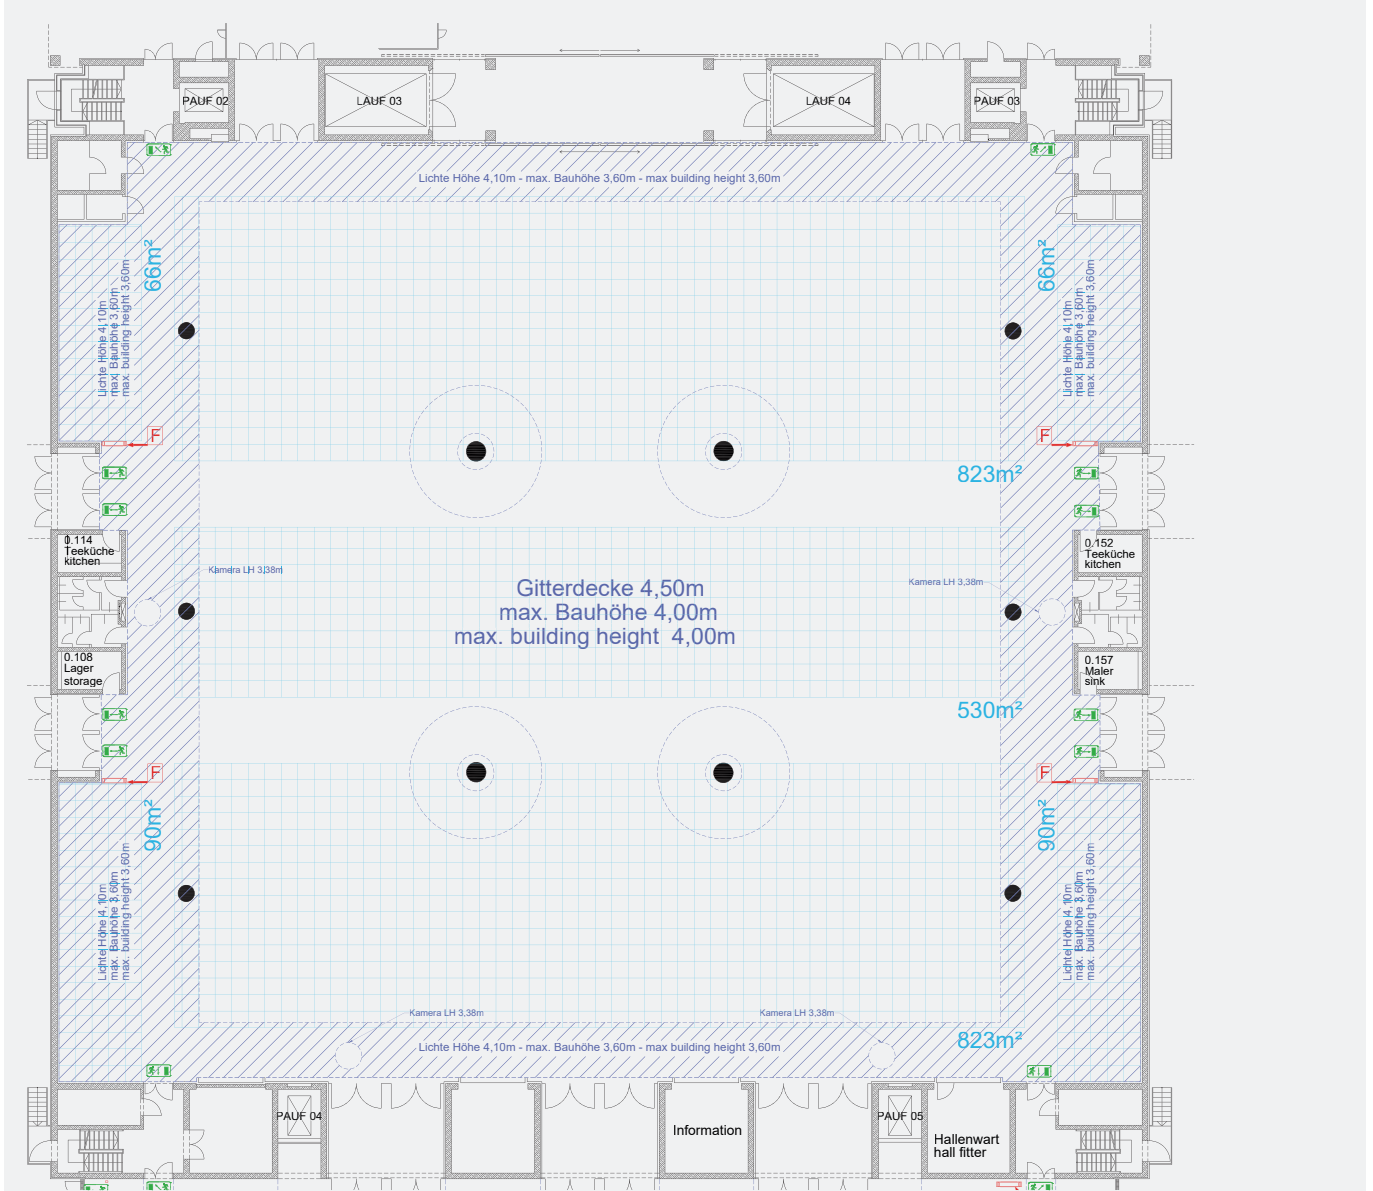 PAUF 02
LAUF 03
LAUF 04
PAUF 03
Lichte Höhe 4,10m - max. Bauhöhe 3,60m - max building height 3,60m
66m²
Lichte Höhe 4,10m
max. Bauhöhe 3,60m
max. building height 3,60m
66m²
Lichte Höhe 4,10m
max. Bauhöhe 3,60m
max. building height 3,60m
F
F
823m²
0.114
Teeküche
kitchen
0.152
Teeküche
kitchen
Kamera LH 3,38m
Kamera LH 3,38m
Gitterdecke 4,50m
max. Bauhöhe 4,00m
max. building height 4,00m
0.108
Lager
storage
0.157
Maler
sink
530m²
F
F
90m²
Lichte Höhe 4,10m
max. Bauhöhe 3,60m
max. building height 3,60m
90m²
Lichte Höhe 4,10m
max. Bauhöhe 3,60m
max. building height 3,60m
Kamera LH 3,38m
Kamera LH 3,38m
823m²
Lichte Höhe 4,10m - max. Bauhöhe 3,60m - max building height 3,60m
PAUF 04
Information
PAUF 05
Hallenwart
hall fitter